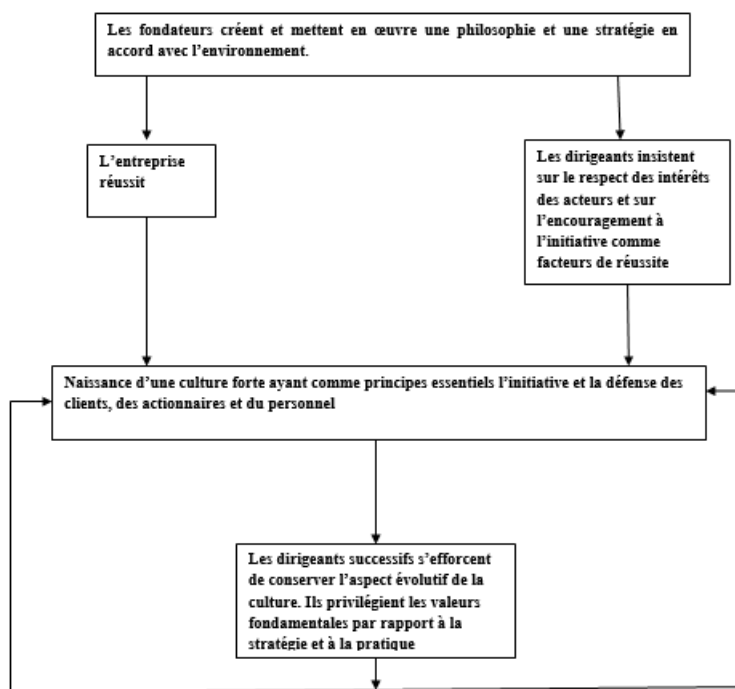 Les fondateurs créent et mettent en œuvre une philosophie et une stratégie en
accord avec l’environnement.
L’entreprise
réussit
Les dirigeants insistent
sur le respect des intérêts
des acteurs et sur
l’encouragement à
l’initiative comme
facteurs de réussite
Naissance d’une culture forte ayant comme principes essentiels l’initiative et la défense des
clients, des actionnaires et du personnel
Les dirigeants successifs s’efforcent
de conserver l’aspect évolutif de la
culture. Ils privilégient les valeurs
fondamentales par rapport à la
stratégie et à la pratique